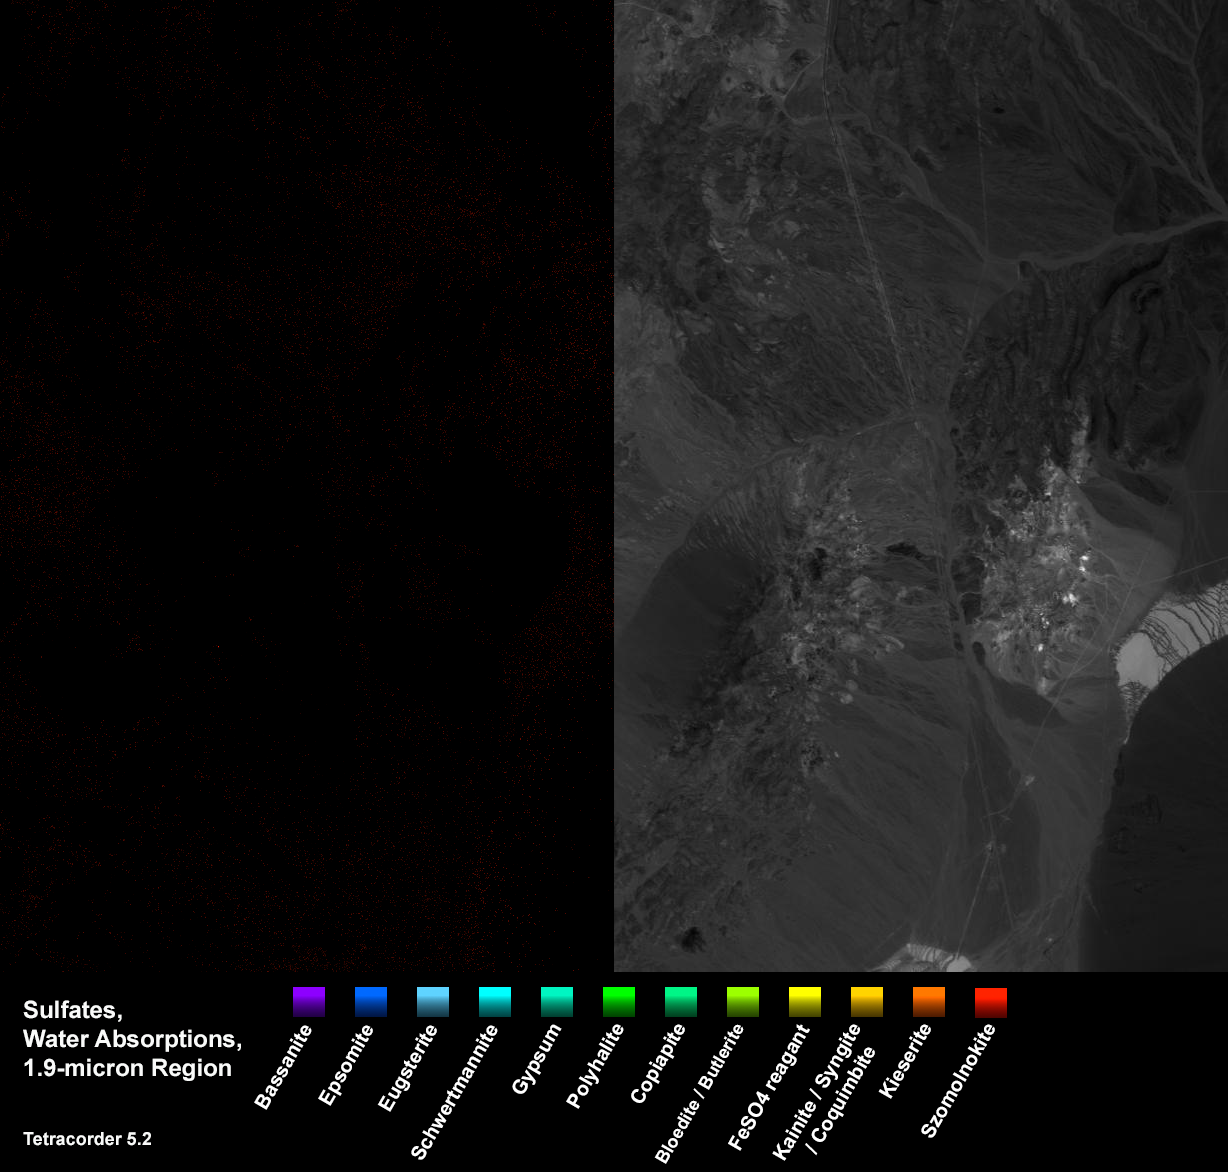 Sulfates,
Water Absorptions,
1.9-micron Region
Tetracorder 5.2
Bassanite
Epsomite
Eugsterite
Schwertmannite
Gypsum
Polyhalite
Copiapite
Bloedite / Butlerite
FeSO4 reagant
Kainite / Syngite
/ Coquimbite
Kieserite
Szomolnokite